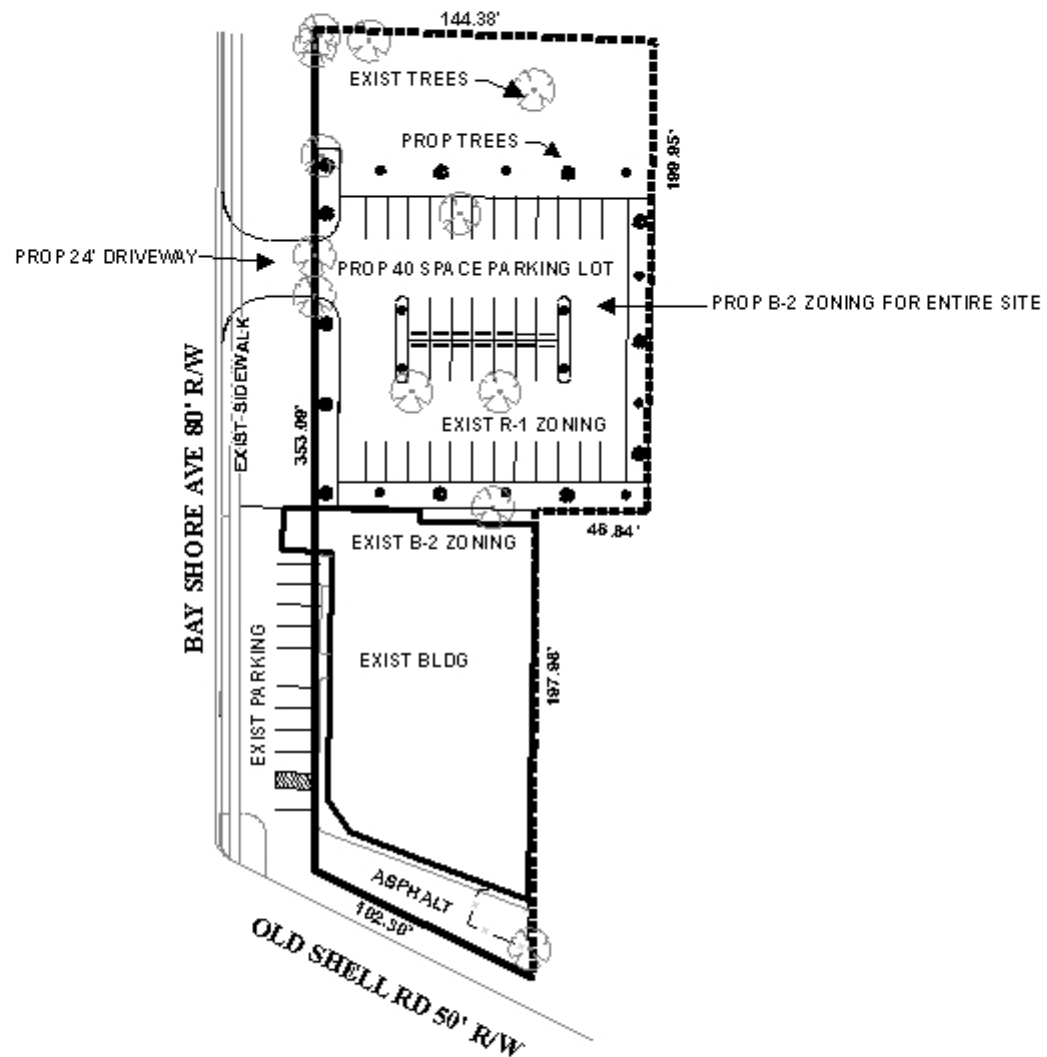 144.38'
EXIST TREES
PROP TREES
199.95'
PROP 24' DRIVEWAY
PROP 40 SPACE PARKING LOT
PROP B-2 ZONING FOR ENTIRE SITE
EXIST SIDEWALK
BAY SHORE AVE 80' R/W
353.09'
EXIST R-1 ZONING
46.84'
EXIST B-2 ZONING
EXIST PARKING
EXIST BLDG
197.98'
ASPHALT
102.30'
OLD SHELL RD 50' R/W